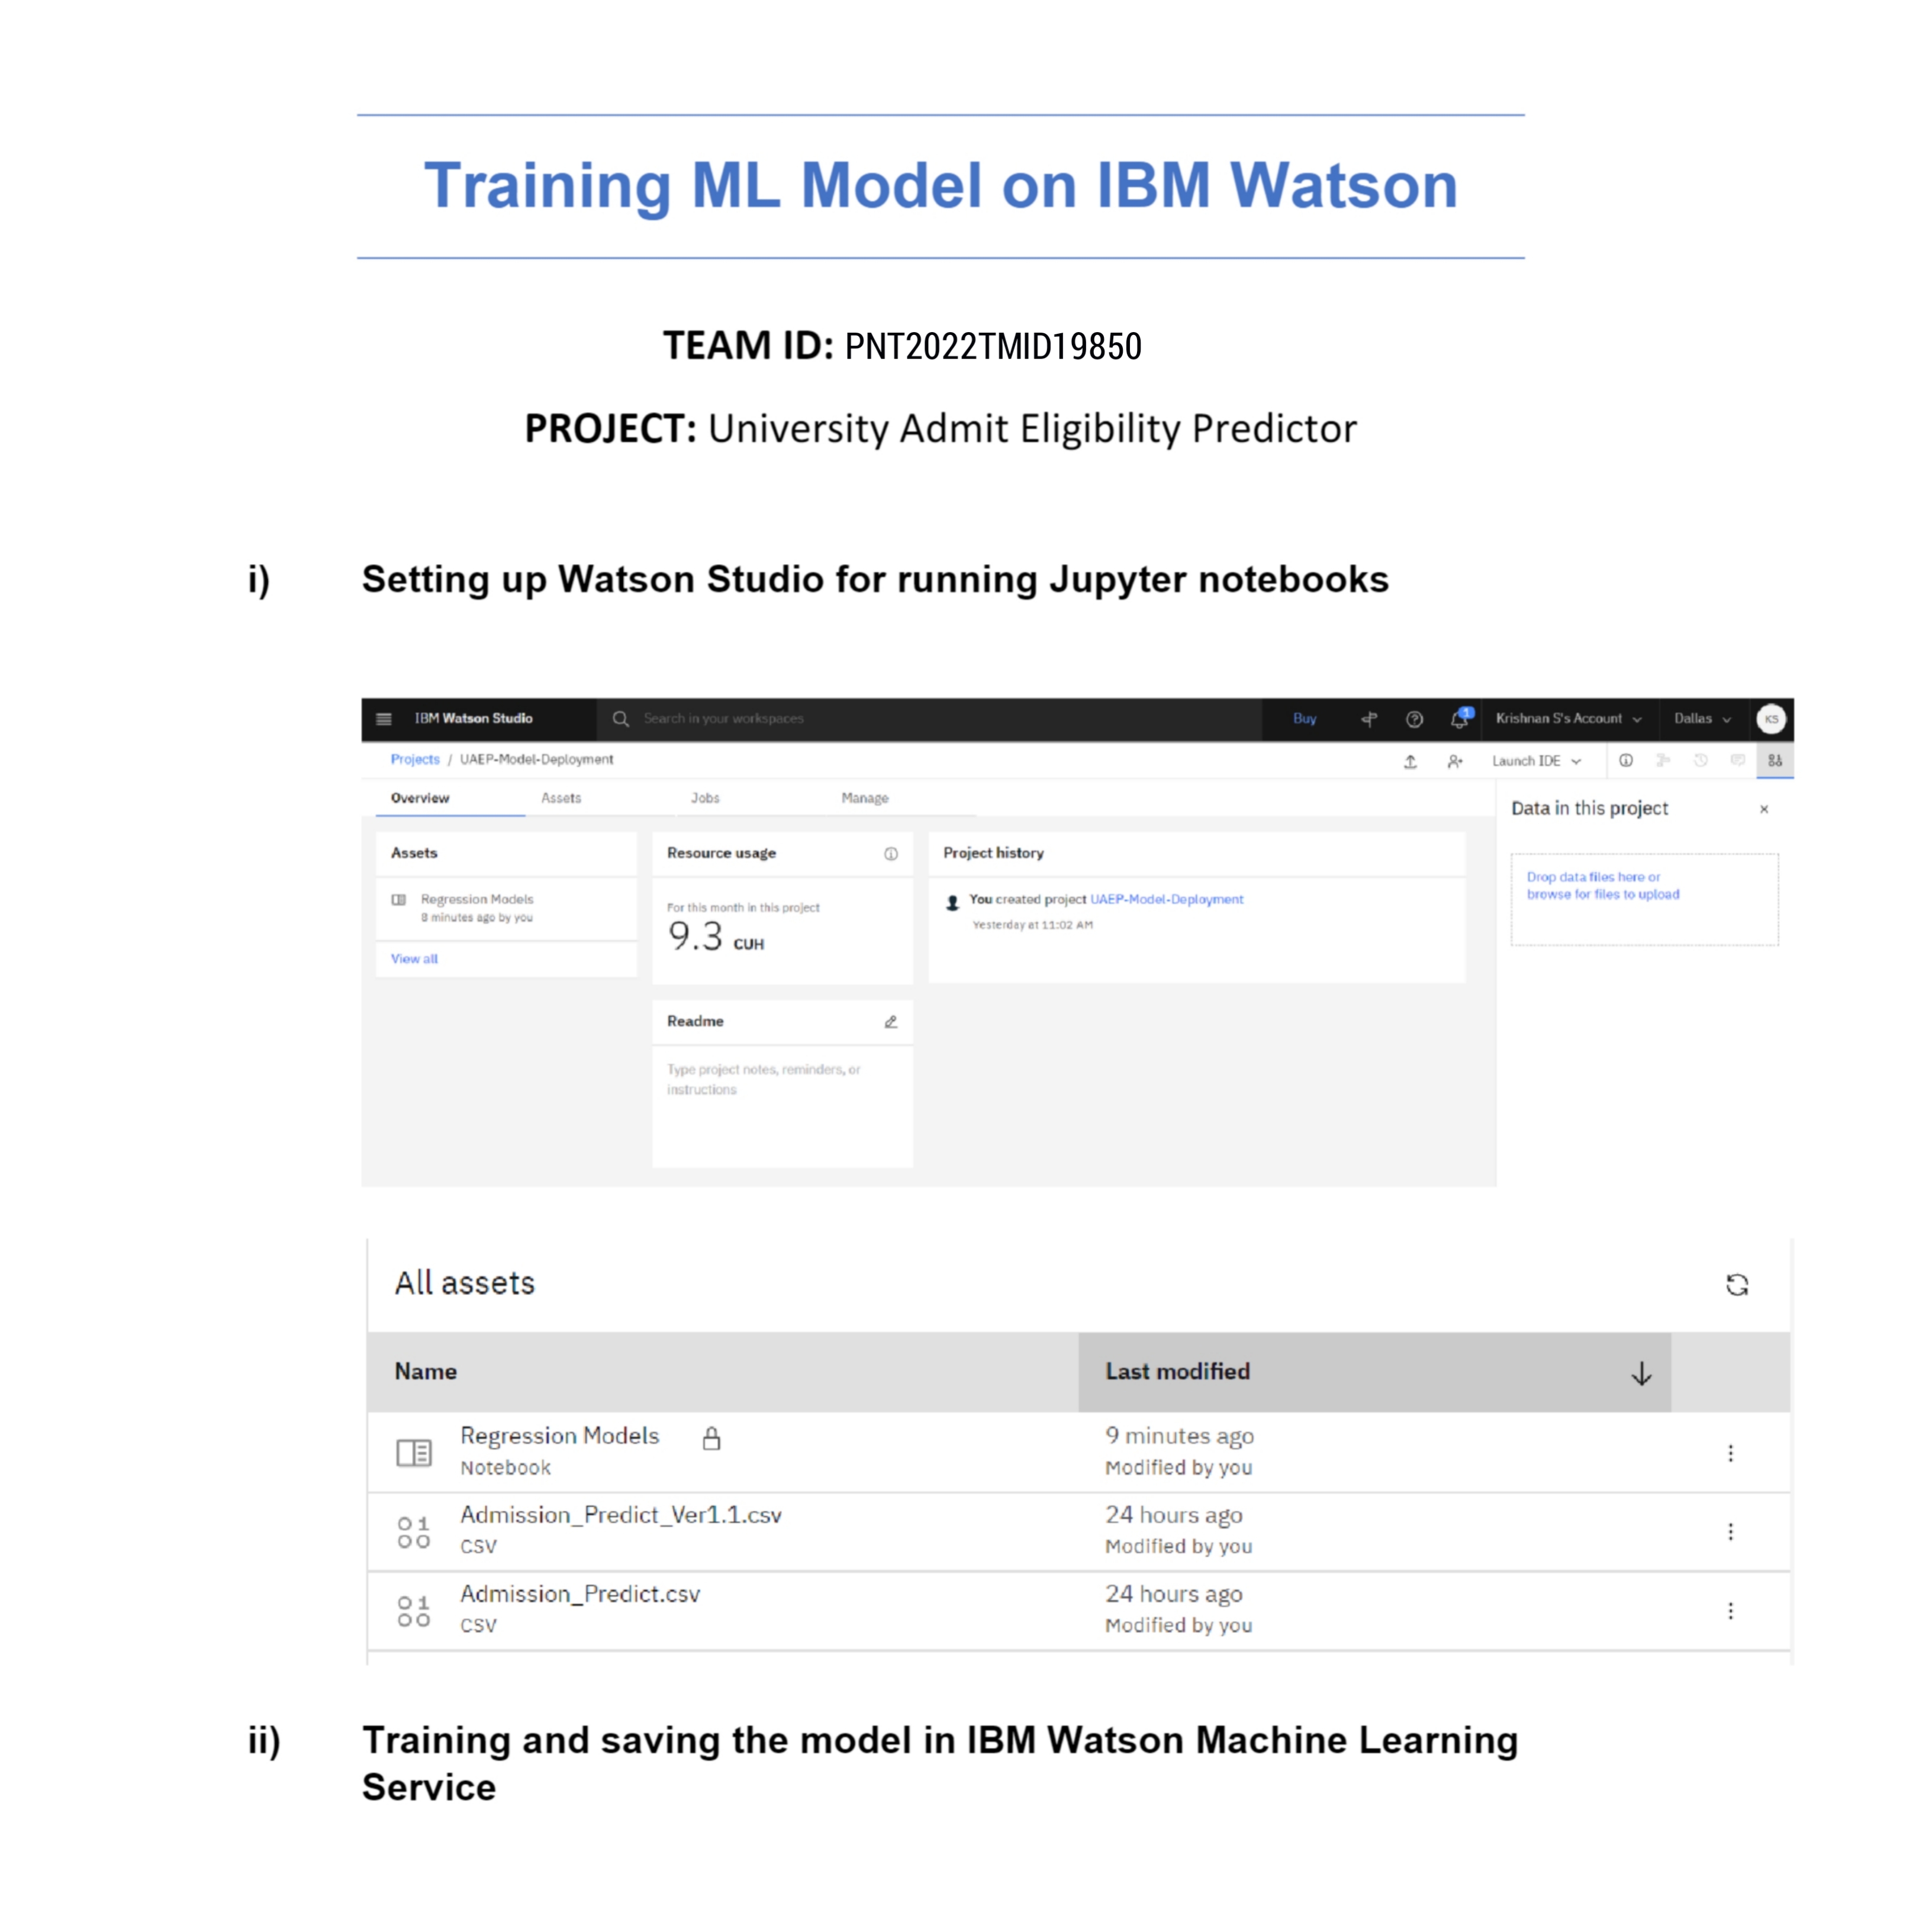 Training ML Model on IBM Watson
TEAM ID: PNT2022TMID19850
PROJECT: University Admit Eligibility Predictor
i) Setting up Watson Studio for running Jupyter notebooks
IBM Watson Studio Search in your workspaces Buy 1 Krishnan S's Account Dallas KS
Projects / UAEP-Model-Deployment Launch IDE
Overview Assets Jobs Manage
Data in this project
Assets
Regression Models
8 minutes ago by you
View all
Resource usage
For this month in this project
9.3 CUH
Readme
Type project notes, reminders, or
instructions
Project history
You created project UAEP-Model-Deployment
Yesterday at 11:02 AM
Drop data files here or
browse for files to upload
All assets
Name Last modified
Regression Models 9 minutes ago
Notebook Modified by you
Admission_Predict_Ver1.1.csv 24 hours ago
CSV Modified by you
Admission_Predict.csv 24 hours ago
CSV Modified by you
ii) Training and saving the model in IBM Watson Machine Learning
Service